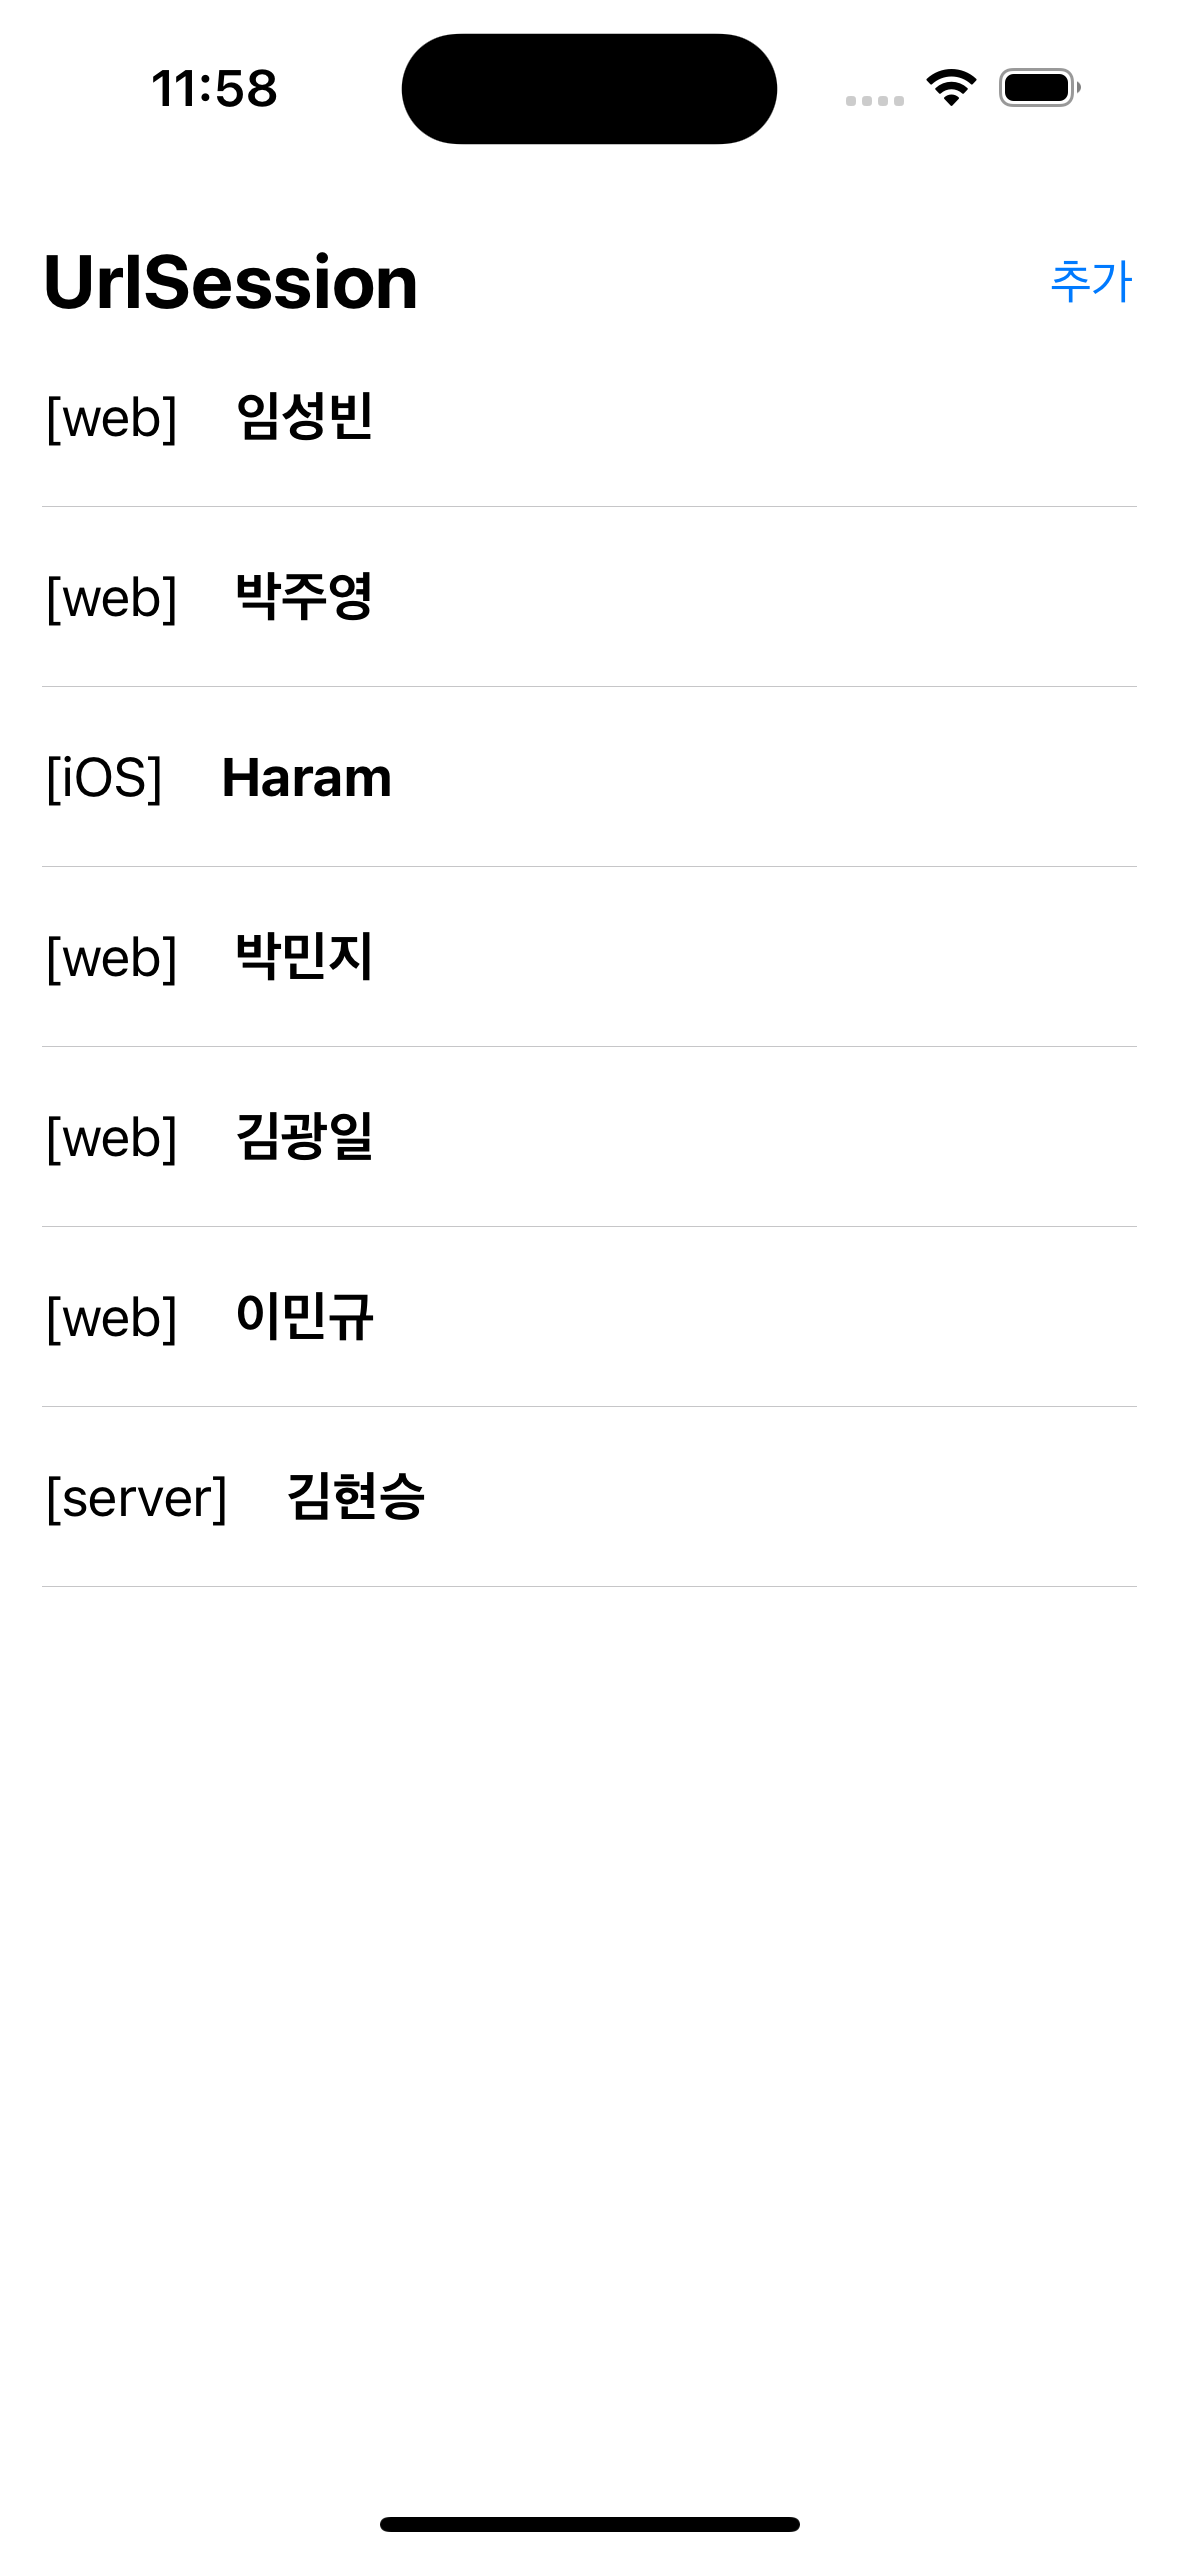 11:58
UrlSession 추가
[web] 임성빈
[web] 박주영
[iOS] Haram
[web] 박민지
[web] 김광일
[web] 이민규
[server] 김현승